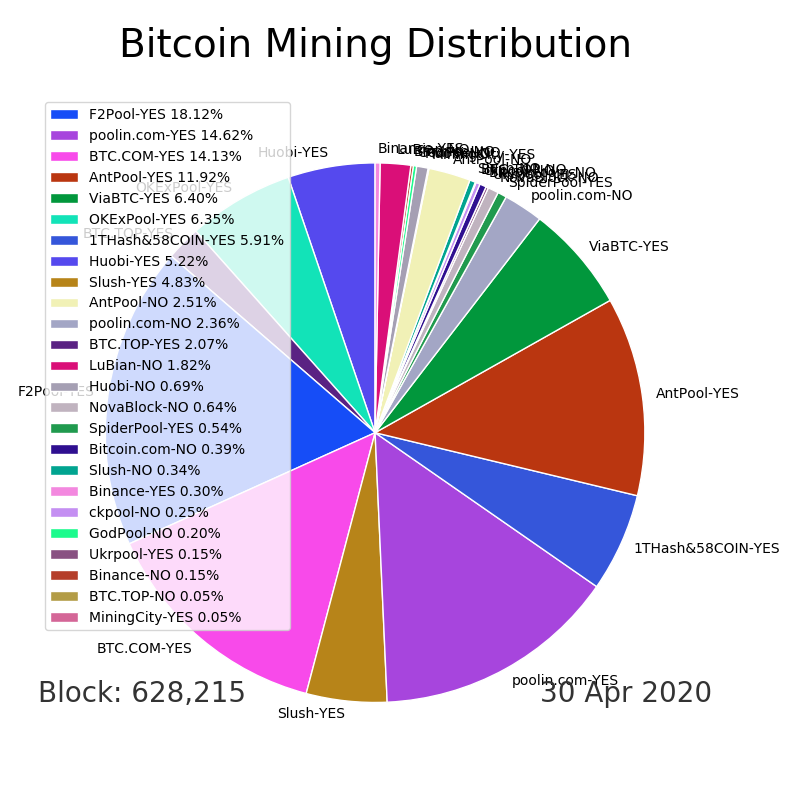 Bitcoin Mining Distribution
F2Pool-YES 18.12%
poolin.com-YES 14.62%
BTC.COM-YES 14.13%
AntPool-YES 11.92%
ViaBTC-YES 6.40%
OKExPool-YES 6.35%
1THash&58COIN-YES 5.91%
Huobi-YES 5.22%
Slush-YES 4.83%
AntPool-NO 2.51%
poolin.com-NO 2.36%
BTC.TOP-YES 2.07%
LuBian-NO 1.82%
Huobi-NO 0.69%
NovaBlock-NO 0.64%
SpiderPool-YES 0.54%
Bitcoin.com-NO 0.39%
Slush-NO 0.34%
Binance-YES 0.30%
ckpool-NO 0.25%
GodPool-NO 0.20%
Ukrpool-YES 0.15%
Binance-NO 0.15%
BTC.TOP-NO 0.05%
MiningCity-YES 0.05%
Huobi-YES
OKExPool-YES
BTC.TOP-YES
F2Pool-YES
BTC.COM-YES
Slush-YES
poolin.com-YES
1THash&58COIN-YES
AntPool-YES
ViaBTC-YES
poolin.com-NO
SpiderPool-YES
AntPool-NO
Binance-YES
Block: 628,215
30 Apr 2020